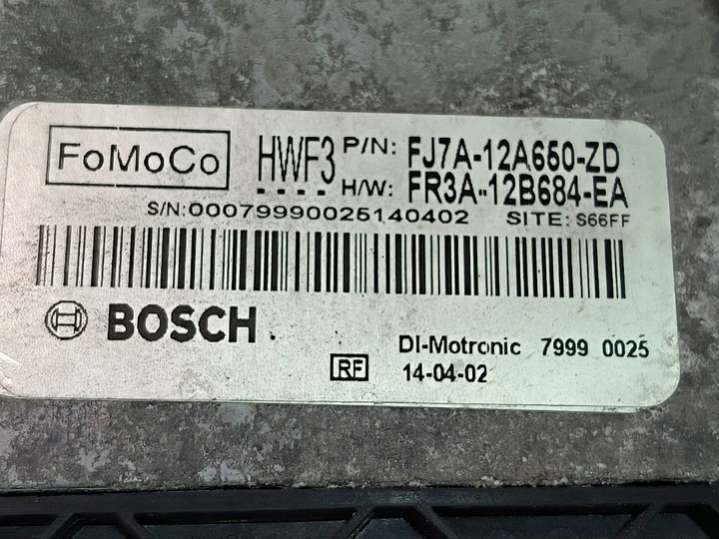 FoMoCo
HWF3
P/N: FJ7A-12A650-ZD
H/W: FR3A-12B684-EA
S/N:00079990025140402 SITE: S66FF
BOSCH
DI-Motronic 7999 0025
RF 14-04-02